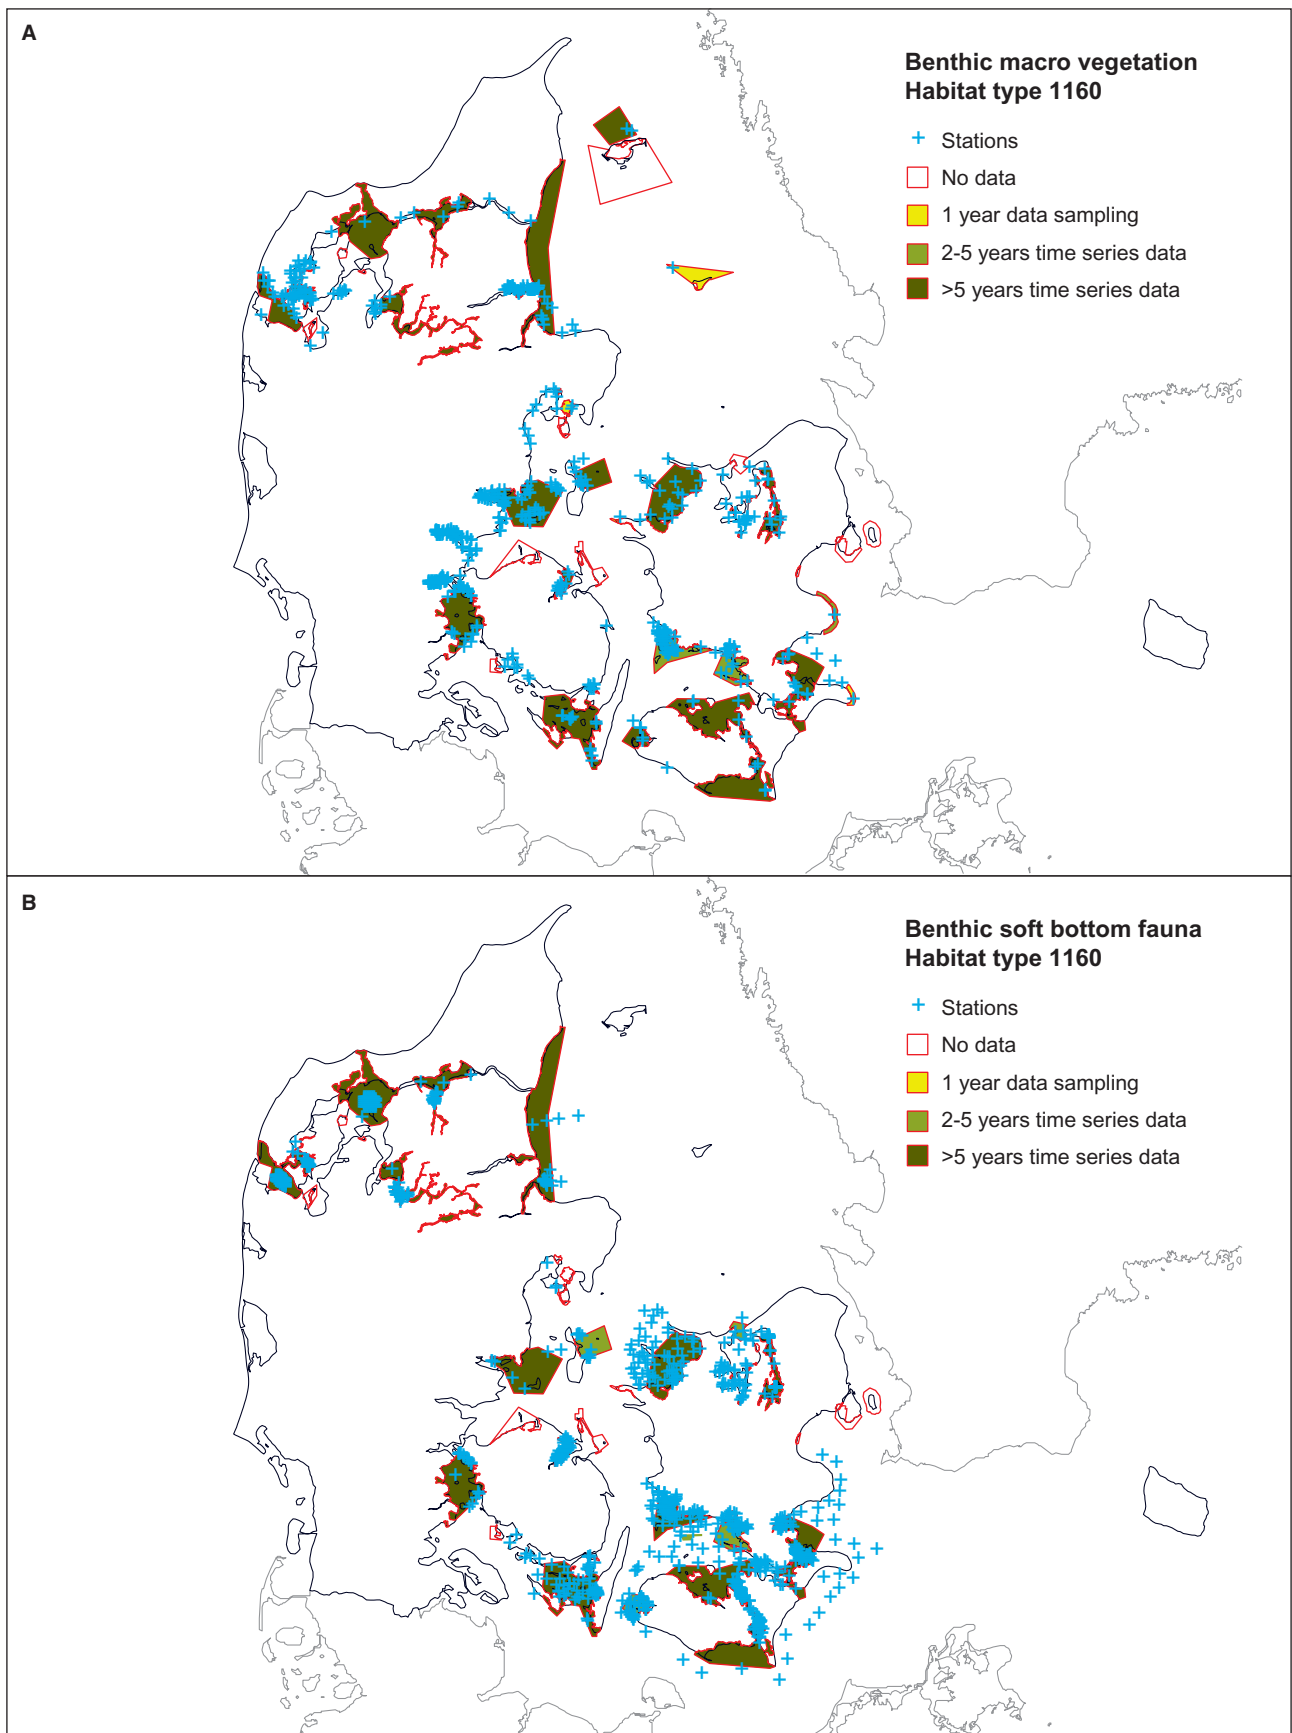 A
Benthic macro vegetation
Habitat type 1160
Stations
No data
1 year data sampling
2-5 years time series data
>5 years time series data
B
Benthic soft bottom fauna
Habitat type 1160
Stations
No data
1 year data sampling
2-5 years time series data
>5 years time series data